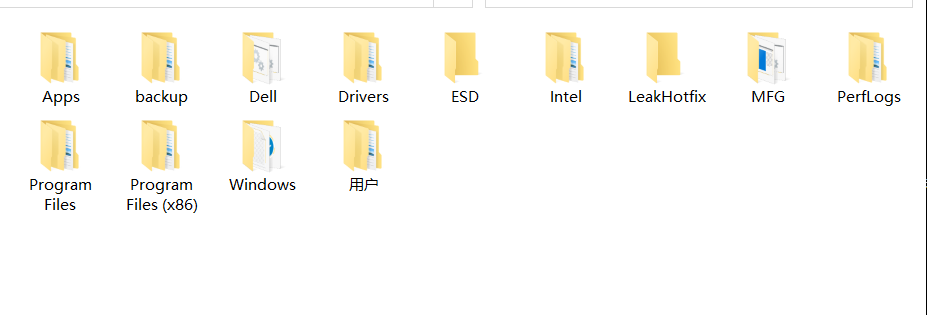 Apps backup Dell Drivers ESD Intel LeakHotfix MFG PerfLogs
Program Program Windows 用户
Files Files (x86)